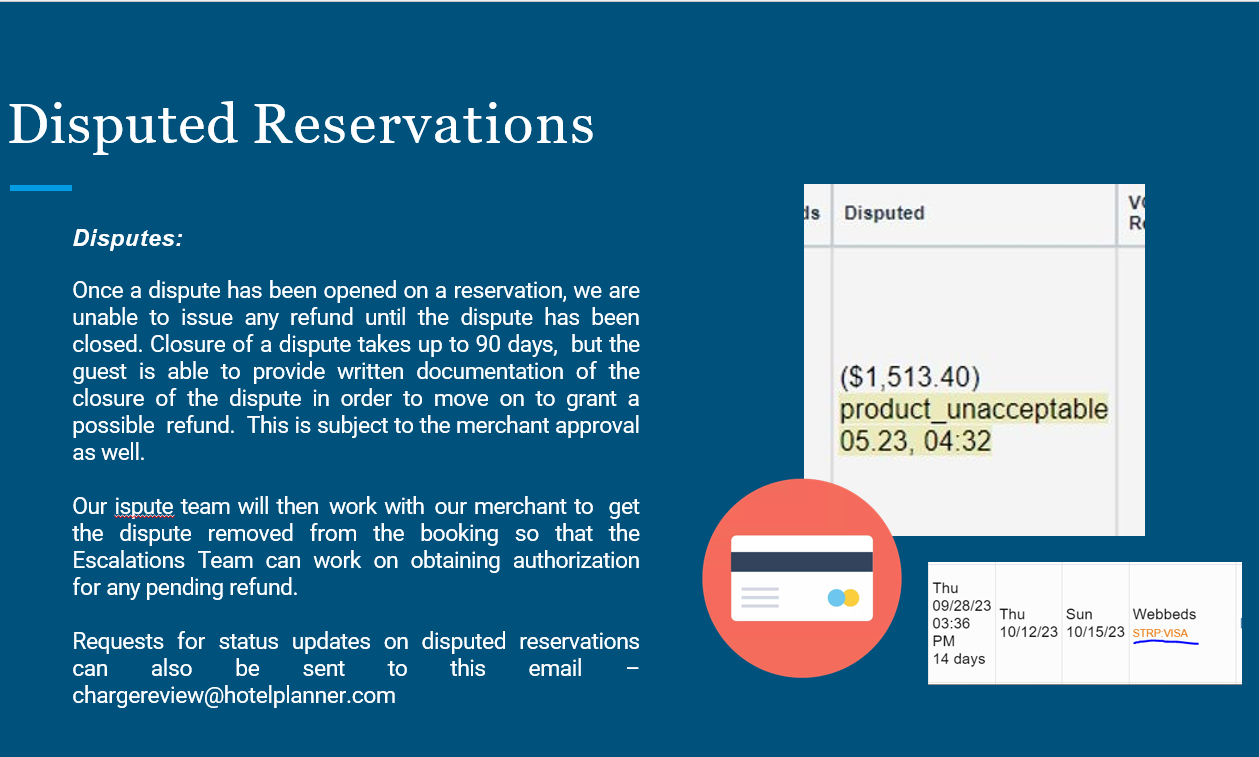 Disputed Reservations
Disputes:
Once a dispute has been opened on a reservation, we are
unable to issue any refund until the dispute has been
closed. Closure of a dispute takes up to 90 days, but the
guest is able to provide written documentation of the
closure of the dispute in order to move on to grant a
possible refund. This is subject to the merchant approval
as well.
Our ispute team will then work with our merchant to get
the dispute removed from the booking so that the
Escalations Team can work on obtaining authorization
for any pending refund.
Requests for status updates on disputed reservations
can also be sent to this email –
chargereview@hotelplanner.com
Disputed
($1,513.40)
product_unacceptable
05.23, 04:32
Thu
09/28/23
03:36
PM
14 days
Thu
10/12/23
Sun
10/15/23
Webbeds
STRP:VISA